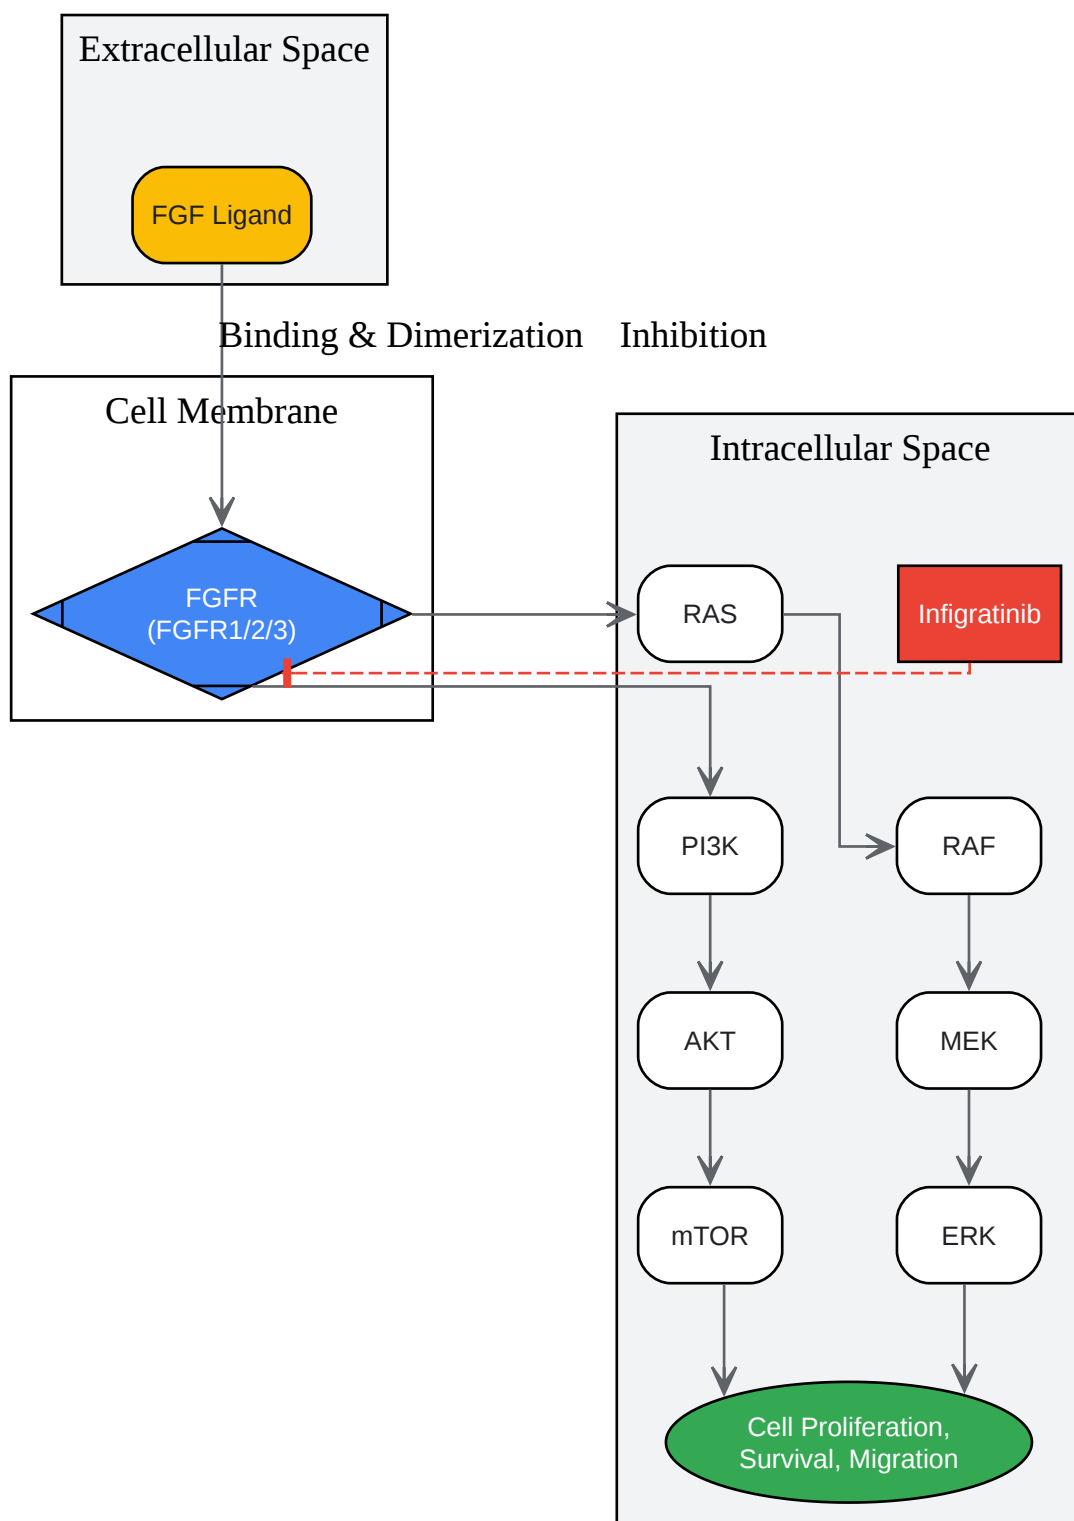 Extracellular Space
FGF Ligand
Binding & Dimerization
Inhibition
Cell Membrane
Intracellular Space
FGFR
(FGFR1/2/3)
RAS
Infigratinib
PI3K
RAF
AKT
MEK
mTOR
ERK
Cell Proliferation,
Survival, Migration